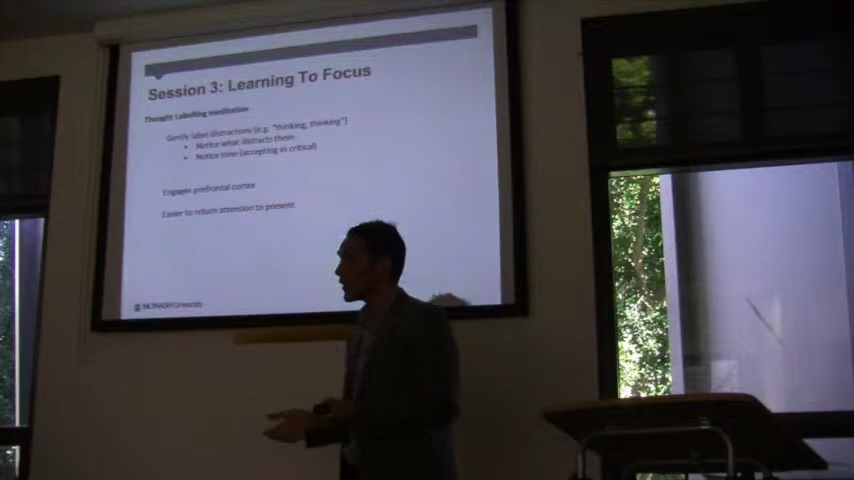 Session 3: Learning To Focus
Thought Labelling meditation
Gently label distractions (e.g. "thinking, thinking")
• Notice what distracts them
• Notice tone (accepting vs critical)
Engages prefrontal cortex
Easier to return attention to present
MONASH University